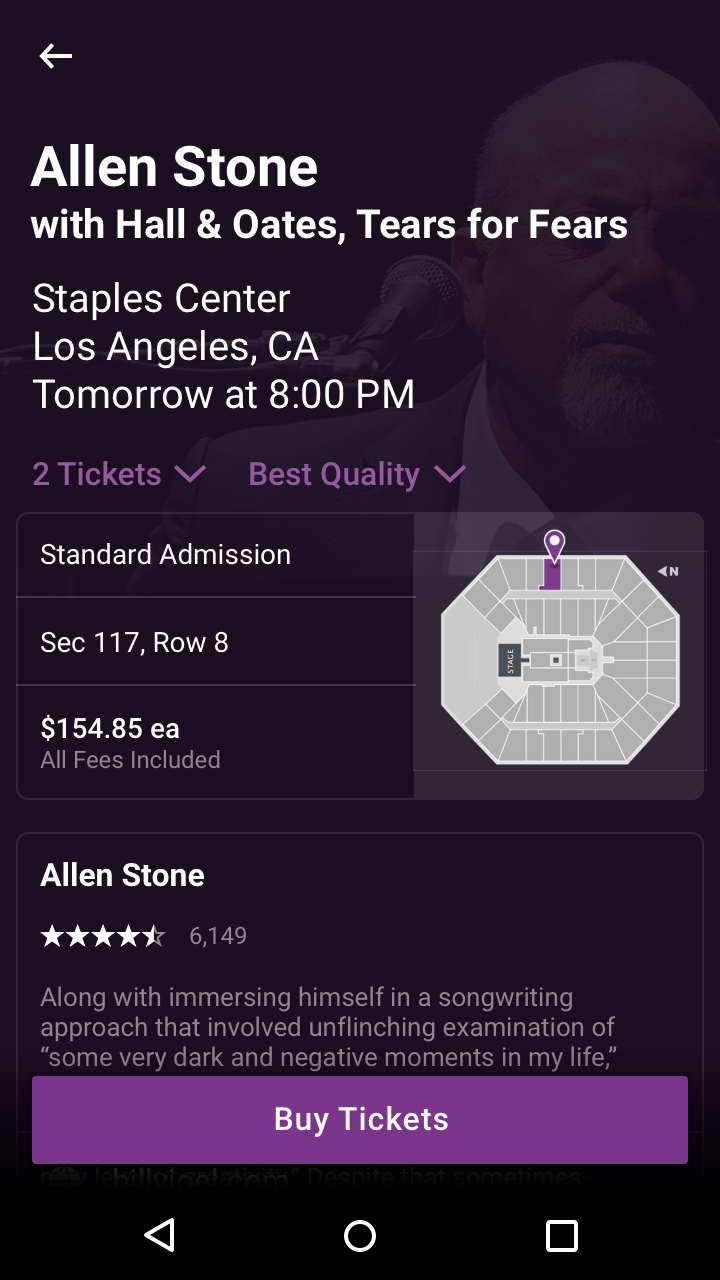 Allen Stone
with Hall & Oates, Tears for Fears
Staples Center
Los Angeles, CA
Tomorrow at 8:00 PM
2 Tickets Best Quality
Standard Admission
Sec 117, Row 8
$154.85 ea
All Fees Included
N
STAGE
Allen Stone
6,149
Along with immersing himself in a songwriting
approach that involved unflinching examination of
“some very dark and negative moments in my life,”
Buy Tickets
billyjoel.com
Despite that sometimes-